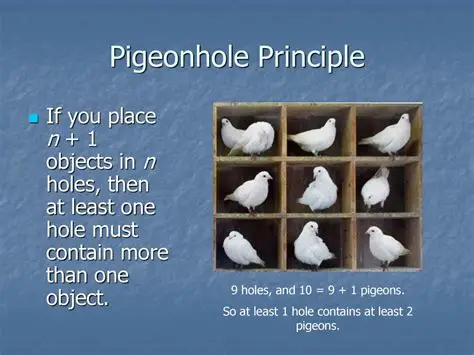 Pigeonhole Principle
If you place
n + 1
objects in n
holes, then
at least one
hole must
contain more
than one
object.
9 holes, and 10 = 9 + 1 pigeons.
So at least 1 hole contains at least 2
pigeons.